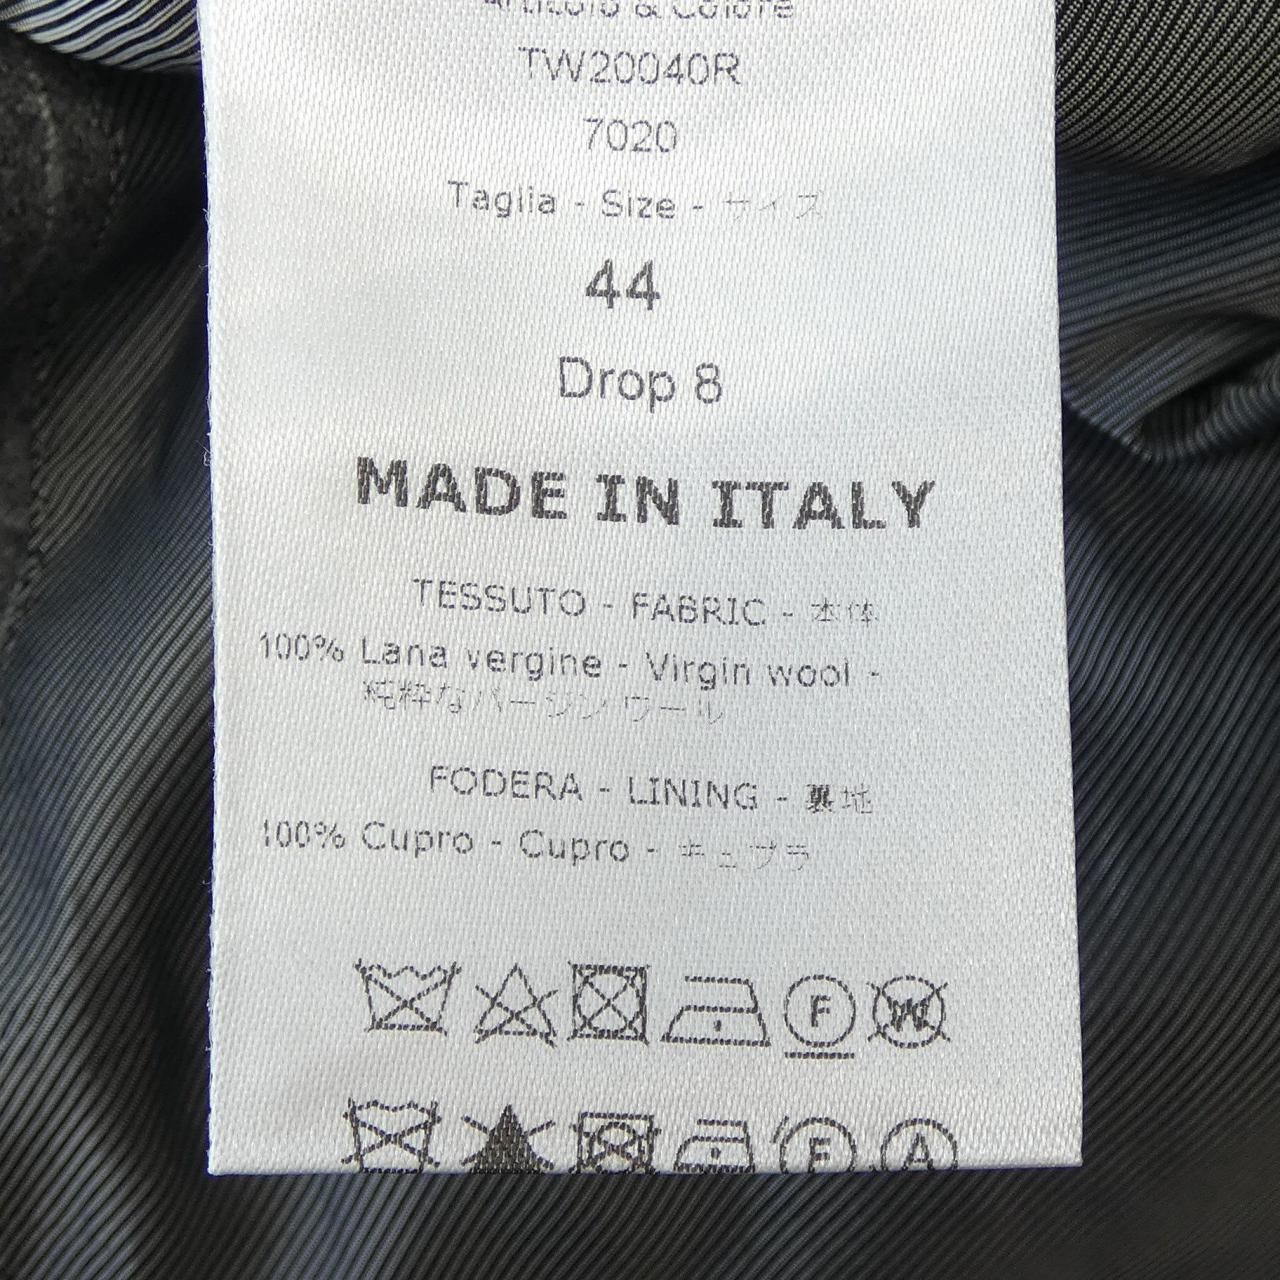 Articolo & Colore
TW20040R
7020
Taglia - Size - サイズ
44
Drop 8
MADE IN ITALY
TESSUTO - FABRIC - 本体
100% Lana vergine - Virgin wool -
純粋なバージン ウール
FODERA - LINING - 裏地
100% Cupro - Cupro - キュプラ
F W
F A